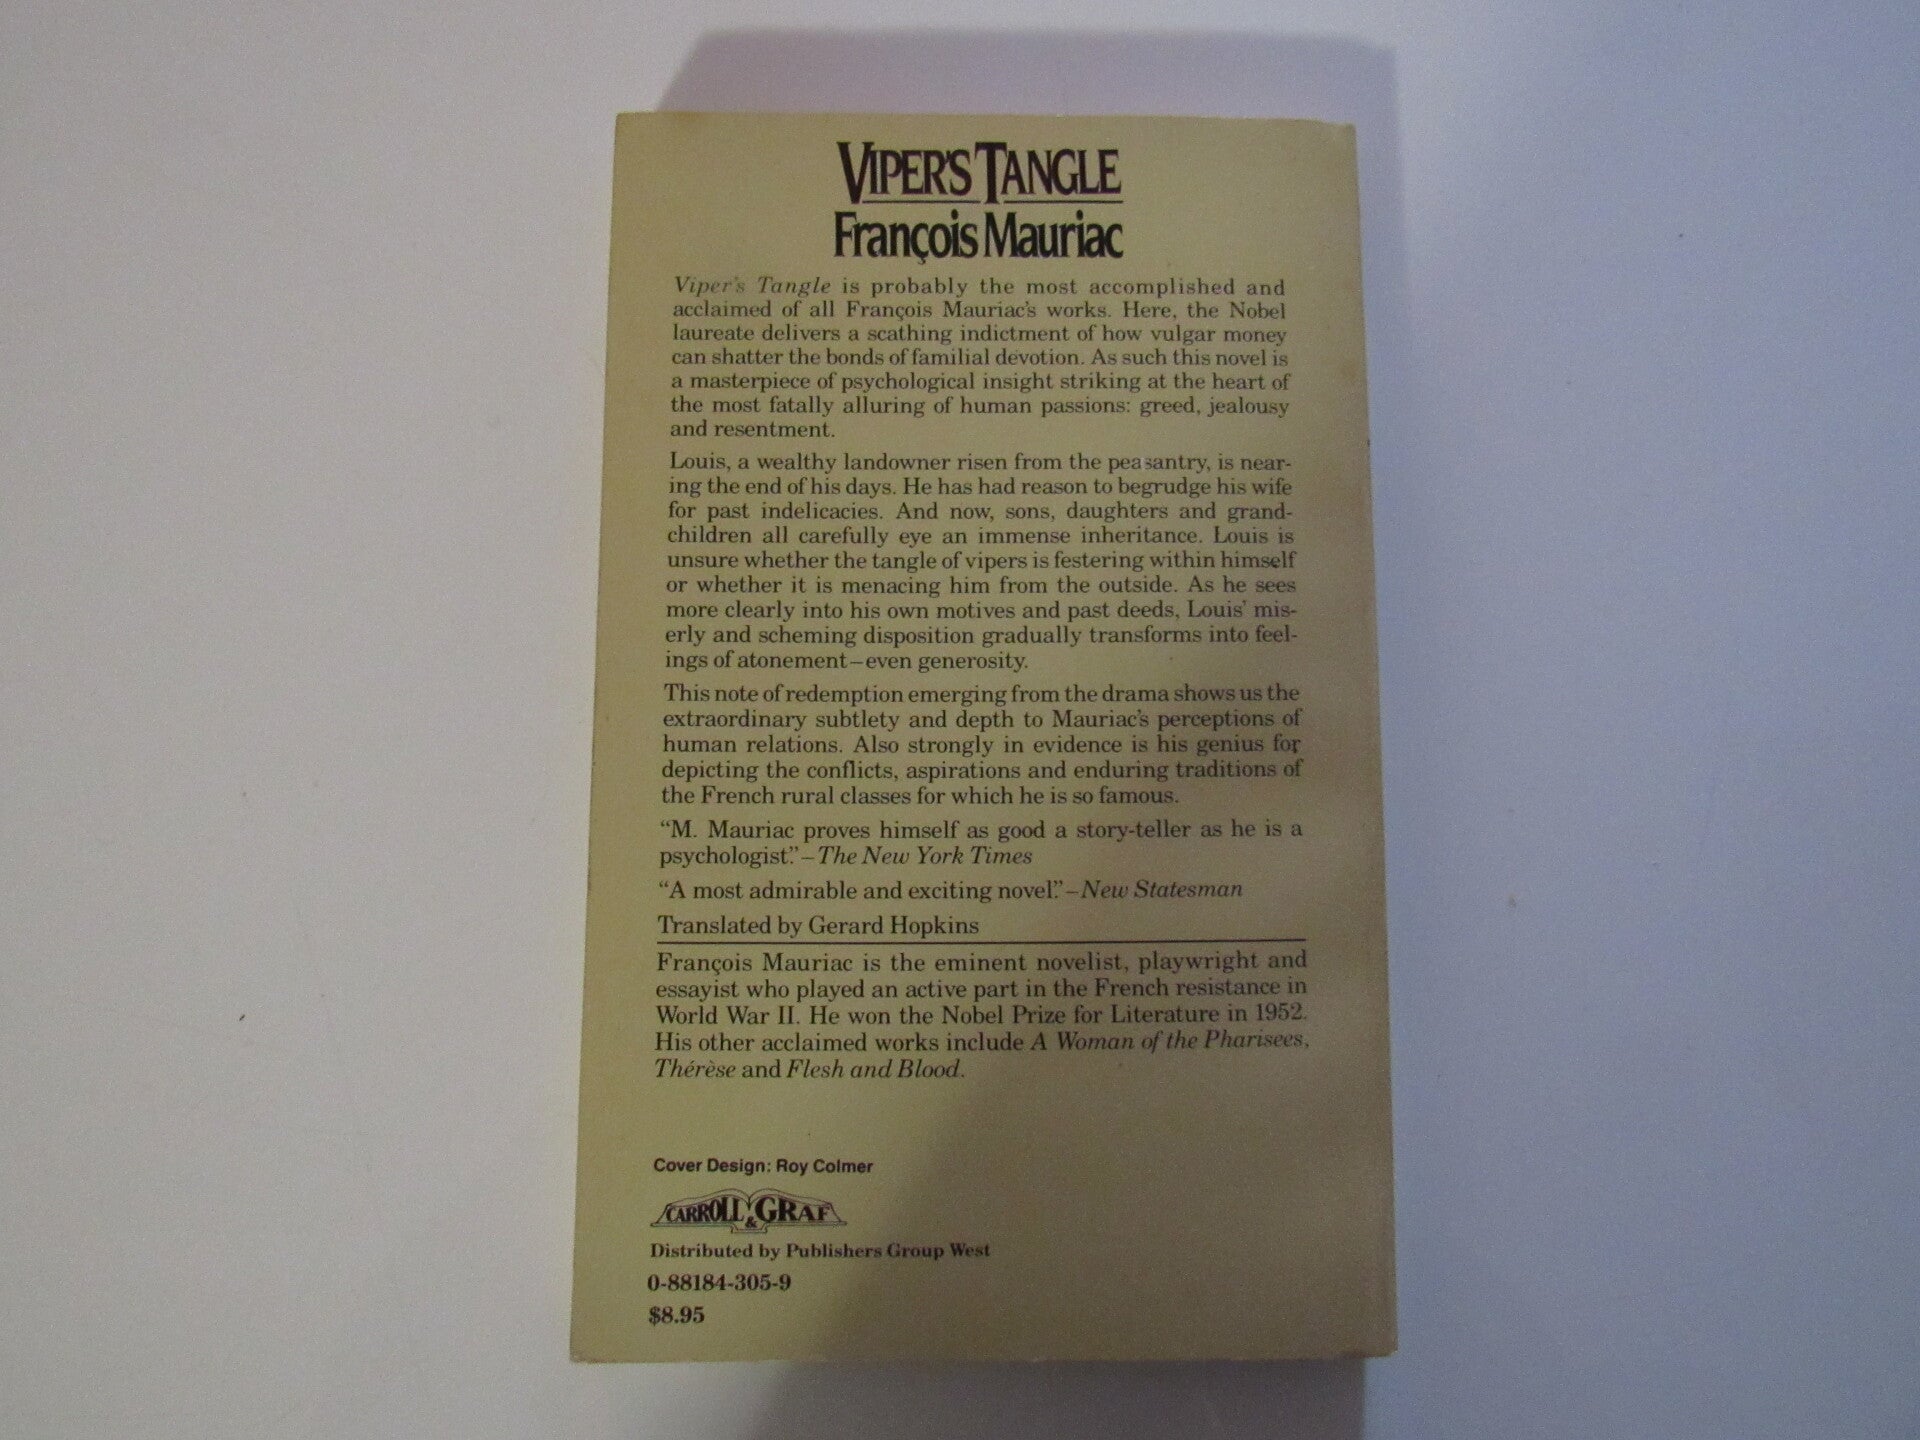 VIPER'S TANGLE
François Mauriac
Viper's Tangle is probably the most accomplished and
acclaimed of all François Mauriac's works. Here, the Nobel
laureate delivers a scathing indictment of how vulgar money
can shatter the bonds of familial devotion. As such this novel is
a masterpiece of psychological insight striking at the heart of
the most fatally alluring of human passions: greed, jealousy
and resentment.
Louis, a wealthy landowner risen from the peasantry, is near-
ing the end of his days. He has had reason to begrudge his wife
for past indelicacies. And now, sons, daughters and grand-
children all carefully eye an immense inheritance. Louis is
unsure whether the tangle of vipers is festering within himself
or whether it is menacing him from the outside. As he sees
more clearly into his own motives and past deeds, Louis' mis-
erly and scheming disposition gradually transforms into feel-
ings of atonement–even generosity.
This note of redemption emerging from the drama shows us the
extraordinary subtlety and depth to Mauriac's perceptions of
human relations. Also strongly in evidence is his genius for
depicting the conflicts, aspirations and enduring traditions of
the French rural classes for which he is so famous.
“M. Mauriac proves himself as good a story-teller as he is a
psychologist.”–The New York Times
“A most admirable and exciting novel.”–New Statesman
Translated by Gerard Hopkins
François Mauriac is the eminent novelist, playwright and
essayist who played an active part in the French resistance in
World War II. He won the Nobel Prize for Literature in 1952.
His other acclaimed works include A Woman of the Pharisees,
Thérèse and Flesh and Blood.
Cover Design: Roy Colmer
CARROLL & GRAF
Distributed by Publishers Group West
0-88184-305-9
$8.95